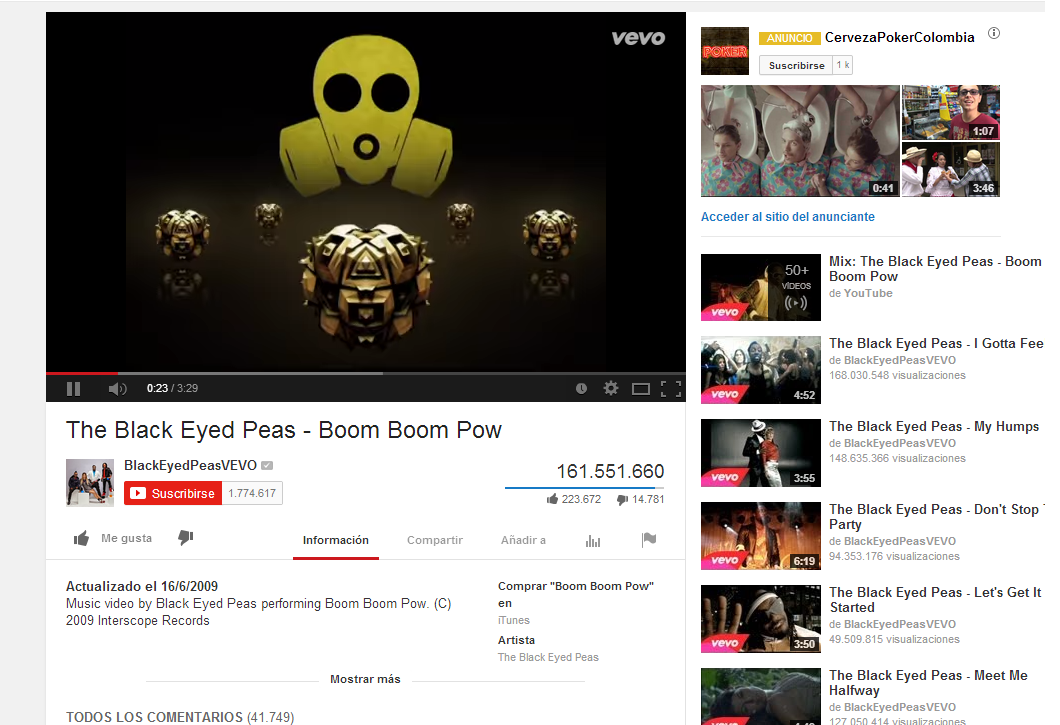 vevo
0:23 / 3:29
The Black Eyed Peas - Boom Boom Pow
BlackEyedPeasVEVO
Suscribirse 1.774.617
161.551.660
223.672 14.781
Me gusta
Información Compartir Añadir a
Actualizado el 16/6/2009
Music video by Black Eyed Peas performing Boom Boom Pow. (C)
2009 Interscope Records
Comprar "Boom Boom Pow"
en
iTunes
Artista
The Black Eyed Peas
Mostrar más
TODOS LOS COMENTARIOS (41.749)
POKER
ANUNCIO CervezaPokerColombia
Suscribirse 1 k
0:41
1:07
3:46
Acceder al sitio del anunciante
50+
VÍDEOS
vevo
Mix: The Black Eyed Peas - Boom
Boom Pow
de YouTube
vevo
4:52
The Black Eyed Peas - I Gotta Fee
de BlackEyedPeasVEVO
168.030.548 visualizaciones
vevo
3:55
The Black Eyed Peas - My Humps
de BlackEyedPeasVEVO
148.635.366 visualizaciones
vevo
6:19
The Black Eyed Peas - Don't Stop T
Party
de BlackEyedPeasVEVO
94.353.176 visualizaciones
vevo
3:50
The Black Eyed Peas - Let's Get It
Started
de BlackEyedPeasVEVO
49.509.815 visualizaciones
The Black Eyed Peas - Meet Me
Halfway
de BlackEyedPeasVEVO
127.050.414 visualizaciones